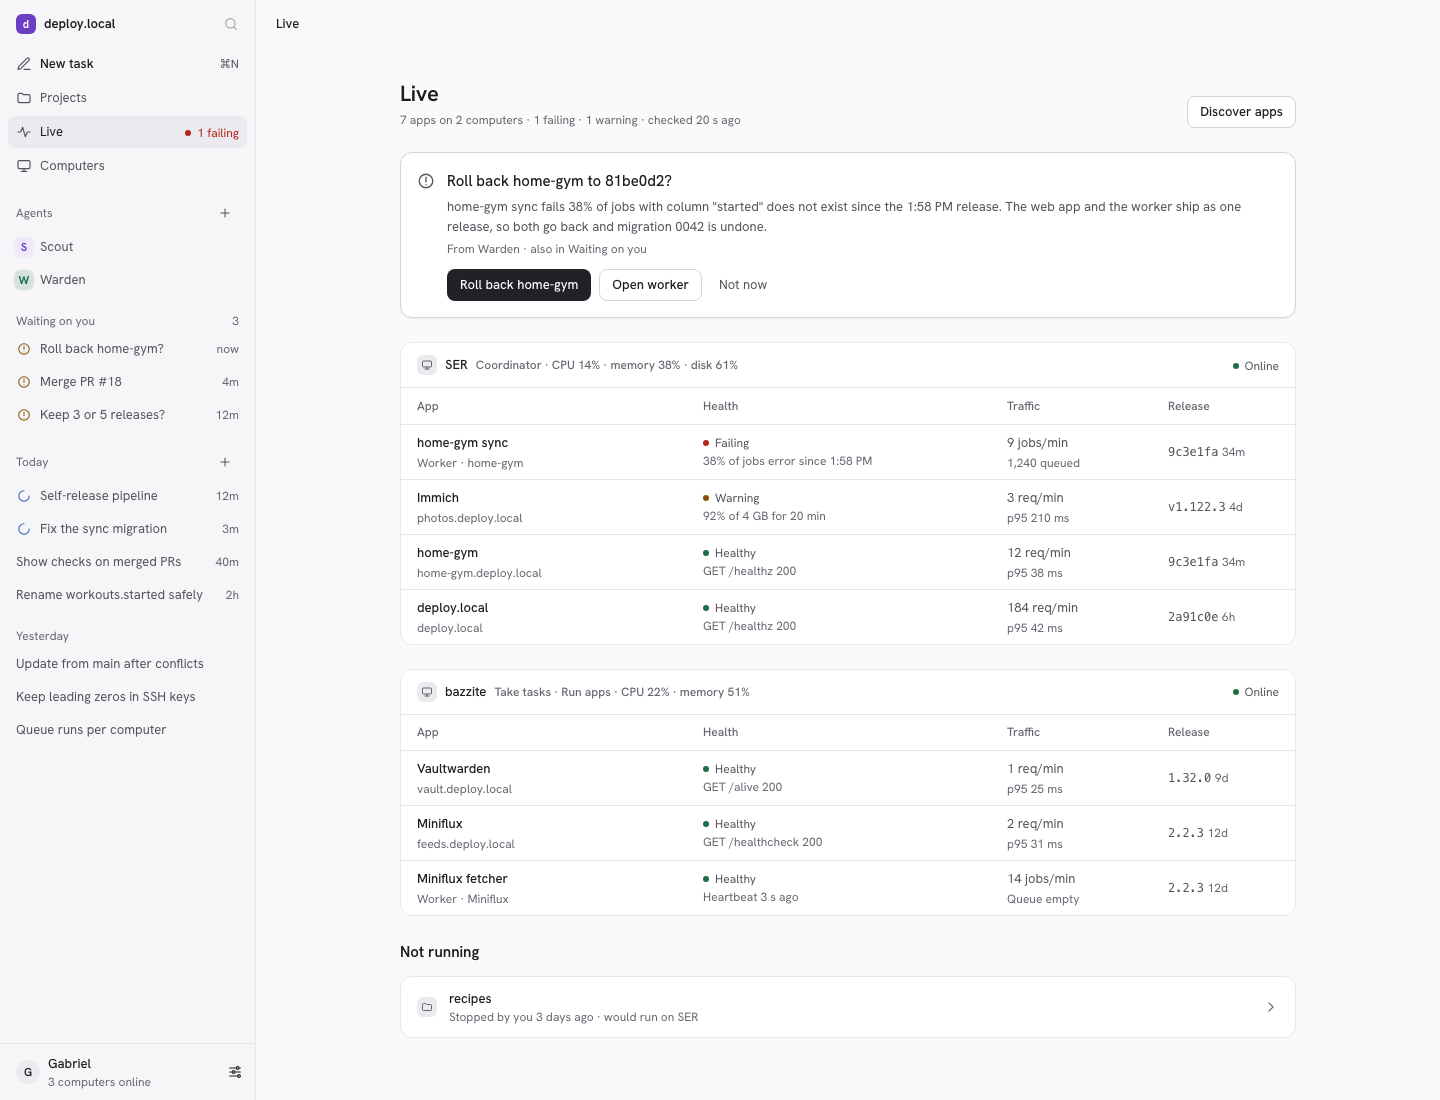 d deploy.local
New task ⌘N
Projects
Live 1 failing
Computers
Agents
S Scout
W Warden
Waiting on you 3
Roll back home-gym? now
Merge PR #18 4m
Keep 3 or 5 releases? 12m
Today
Self-release pipeline 12m
Fix the sync migration 3m
Show checks on merged PRs 40m
Rename workouts.started safely 2h
Yesterday
Update from main after conflicts
Keep leading zeros in SSH keys
Queue runs per computer
G Gabriel
3 computers online
Live
Live
7 apps on 2 computers · 1 failing · 1 warning · checked 20 s ago
Discover apps
Roll back home-gym to 81be0d2?
home-gym sync fails 38% of jobs with column "started" does not exist since the 1:58 PM release. The web app and the worker ship as one
release, so both go back and migration 0042 is undone.
From Warden · also in Waiting on you
Roll back home-gym Open worker Not now
SER Coordinator · CPU 14% · memory 38% · disk 61% Online
App Health Traffic Release
home-gym sync Failing 9 jobs/min 9c3e1fa 34m
Worker · home-gym 38% of jobs error since 1:58 PM 1,240 queued
Immich Warning 3 req/min v1.122.3 4d
photos.deploy.local 92% of 4 GB for 20 min p95 210 ms
home-gym Healthy 12 req/min 9c3e1fa 34m
home-gym.deploy.local GET /healthz 200 p95 38 ms
deploy.local Healthy 184 req/min 2a91c0e 6h
deploy.local GET /healthz 200 p95 42 ms
bazzite Take tasks · Run apps · CPU 22% · memory 51% Online
App Health Traffic Release
Vaultwarden Healthy 1 req/min 1.32.0 9d
vault.deploy.local GET /alive 200 p95 25 ms
Miniflux Healthy 2 req/min 2.2.3 12d
feeds.deploy.local GET /healthcheck 200 p95 31 ms
Miniflux fetcher Healthy 14 jobs/min 2.2.3 12d
Worker · Miniflux Heartbeat 3 s ago Queue empty
Not running
recipes
Stopped by you 3 days ago · would run on SER